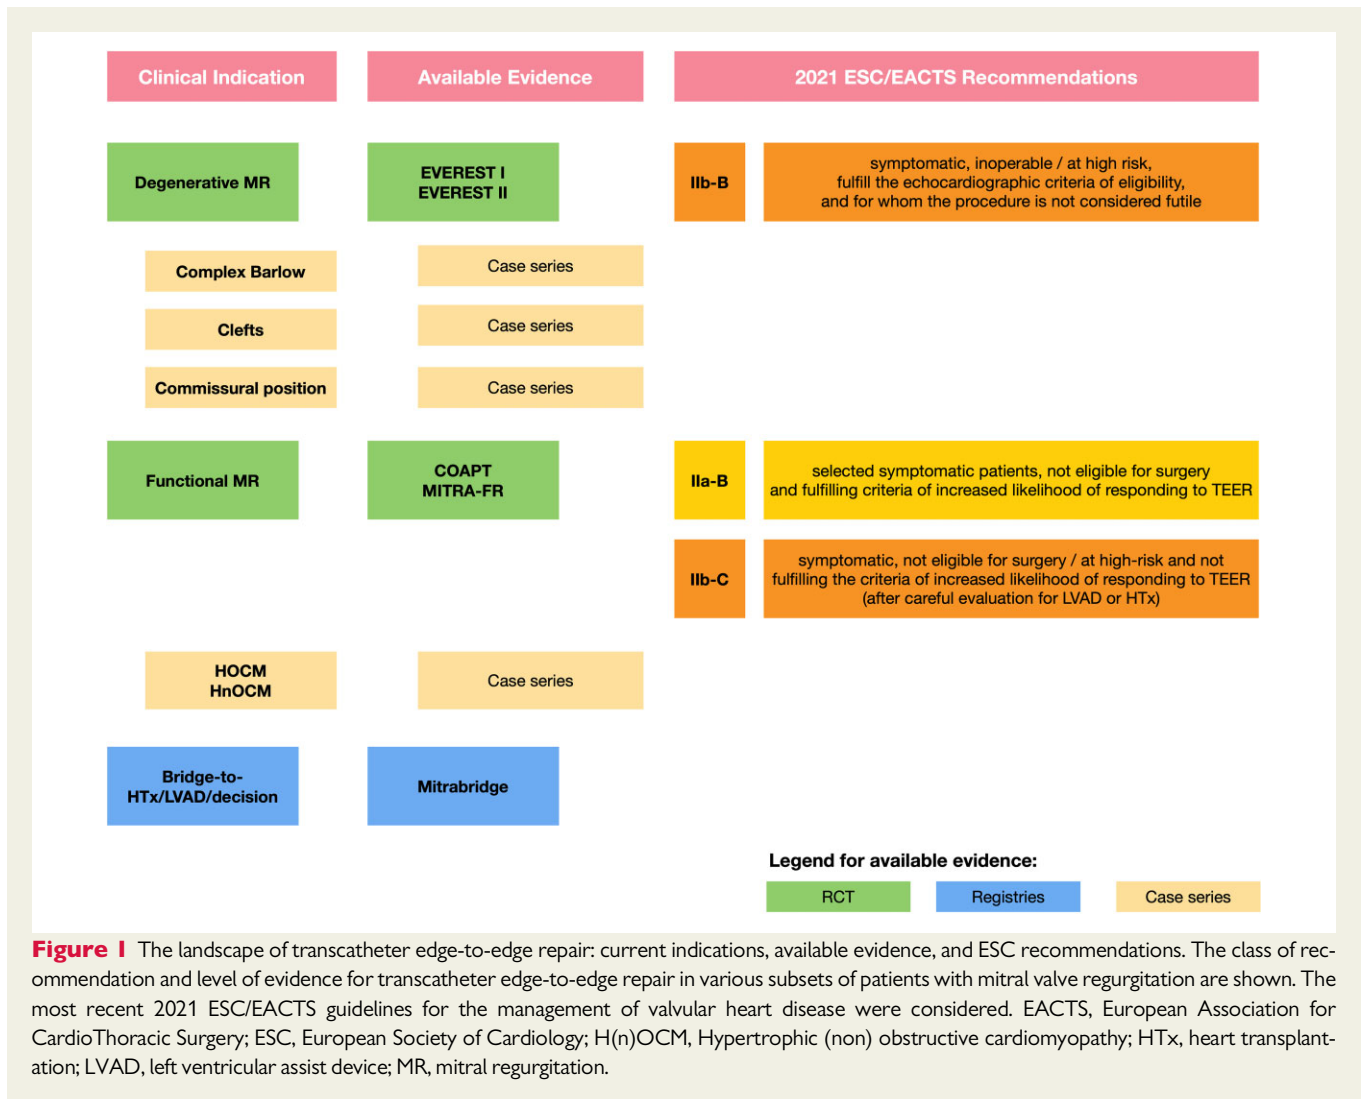 Clinical Indication
Available Evidence
2021 ESC/EACTS Recommendations
Degenerative MR
EVEREST I
EVEREST II
IIb-B
symptomatic, inoperable / at high risk,
fulfill the echocardiographic criteria of eligibility,
and for whom the procedure is not considered futile
Complex Barlow
Case series
Clefts
Case series
Commissural position
Case series
Functional MR
COAPT
MITRA-FR
IIa-B
selected symptomatic patients, not eligible for surgery
and fulfilling criteria of increased likelihood of responding to TEER
IIb-C
symptomatic, not eligible for surgery / at high-risk and not
fulfilling the criteria of increased likelihood of responding to TEER
(after careful evaluation for LVAD or HTx)
HOCM
HnOCM
Case series
Bridge-to-
HTx/LVAD/decision
Mitrabridge
Legend for available evidence:
RCT
Registries
Case series
Figure 1 The landscape of transcatheter edge-to-edge repair: current indications, available evidence, and ESC recommendations. The class of rec-
ommendation and level of evidence for transcatheter edge-to-edge repair in various subsets of patients with mitral valve regurgitation are shown. The
most recent 2021 ESC/EACTS guidelines for the management of valvular heart disease were considered. EACTS, European Association for
CardioThoracic Surgery; ESC, European Society of Cardiology; H(n)OCM, Hypertrophic (non) obstructive cardiomyopathy; HTx, heart transplant-
ation; LVAD, left ventricular assist device; MR, mitral regurgitation.